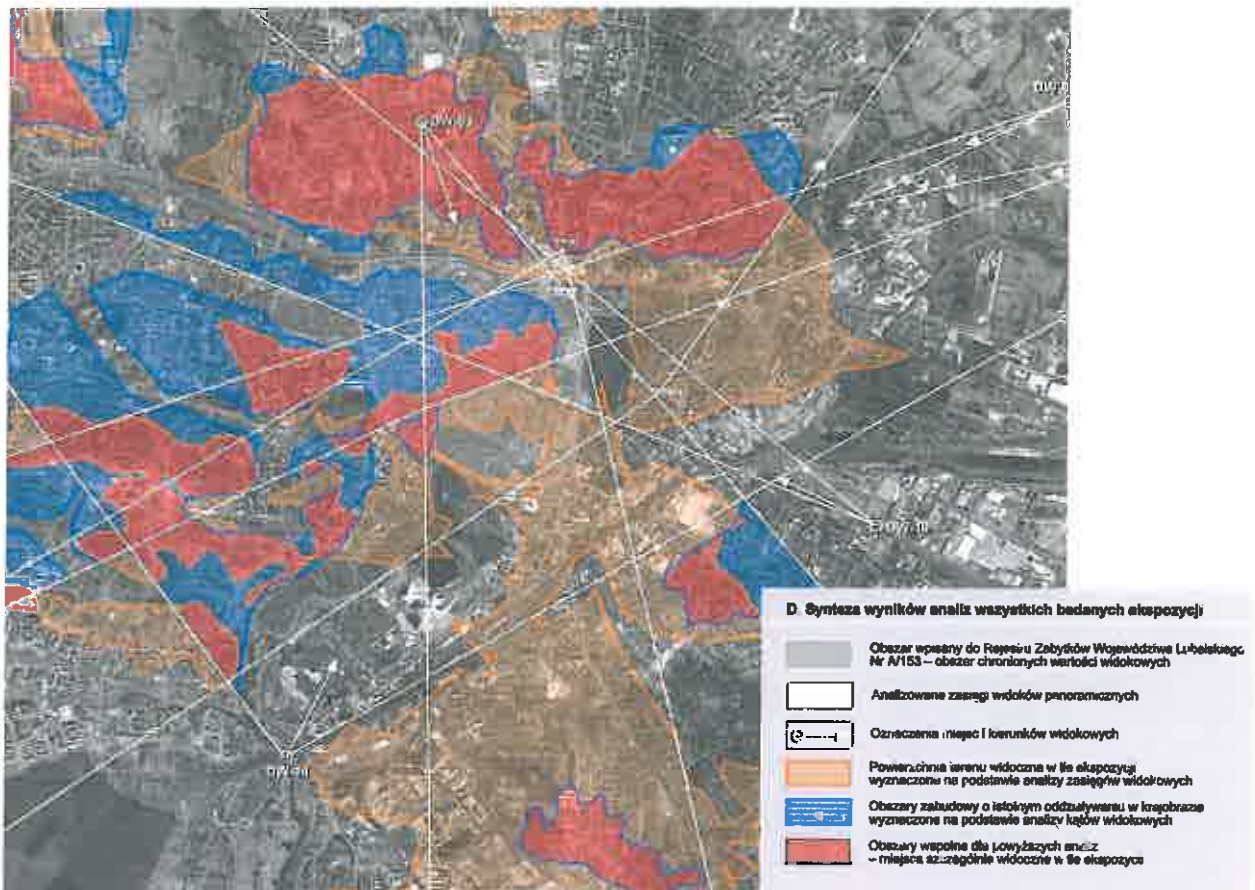 D Synteza wyników analiz wszystkich badanych ekspozycji
Obszar wpisany do Rejestru Zabytków Województwa Lubelskiego
Nr A/153 – obszar chronionych wartości widokowych
Analizowane zasięgi widoków panoramicznych
Oznaczenia miejsc i kierunków widokowych
Powierzchnia terenu widoczna w tle ekspozycji
wyznaczone na podstawie analizy zasięgów widokowych
Obszary zabudowy o istotnym oddziaływaniu w krajobrazie
wyznaczone na podstawie analizy kątów widokowych
Obszary wspólne dla powyższych analiz
– miejsca szczególnie widoczne w tle ekspozycji